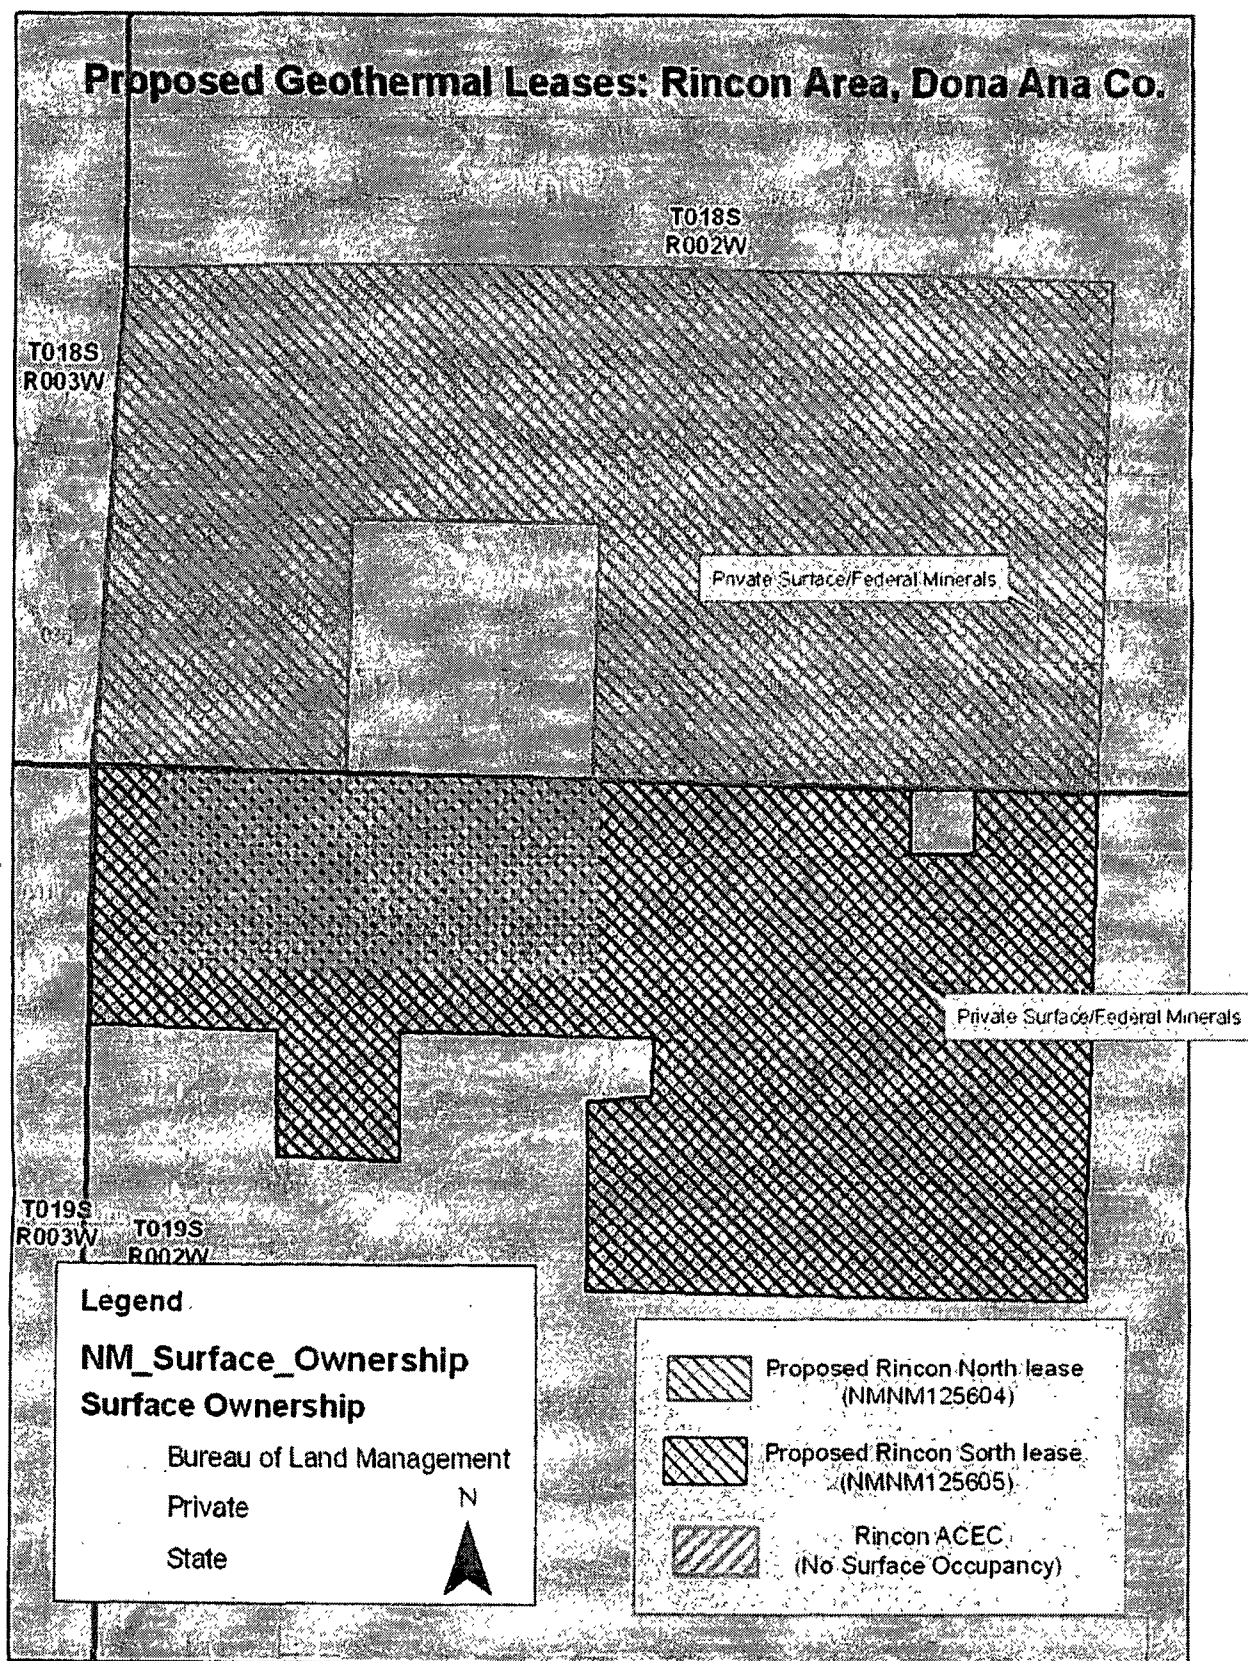 Proposed Geothermal Leases: Rincon Area, Dona Ana Co.
T018S
R002W
T018S
R003W
Private Surface/Federal Minerals
Private Surface/Federal Minerals
T019S
R003W
T019S
R002W
Legend
NM_Surface_Ownership
Surface Ownership
Bureau of Land Management
Private
State
N
Proposed Rincon North lease
(NMNM125604)
Proposed Rincon Sorth lease
(NMNM125605)
Rincon ACEC
(No Surface Occupancy)